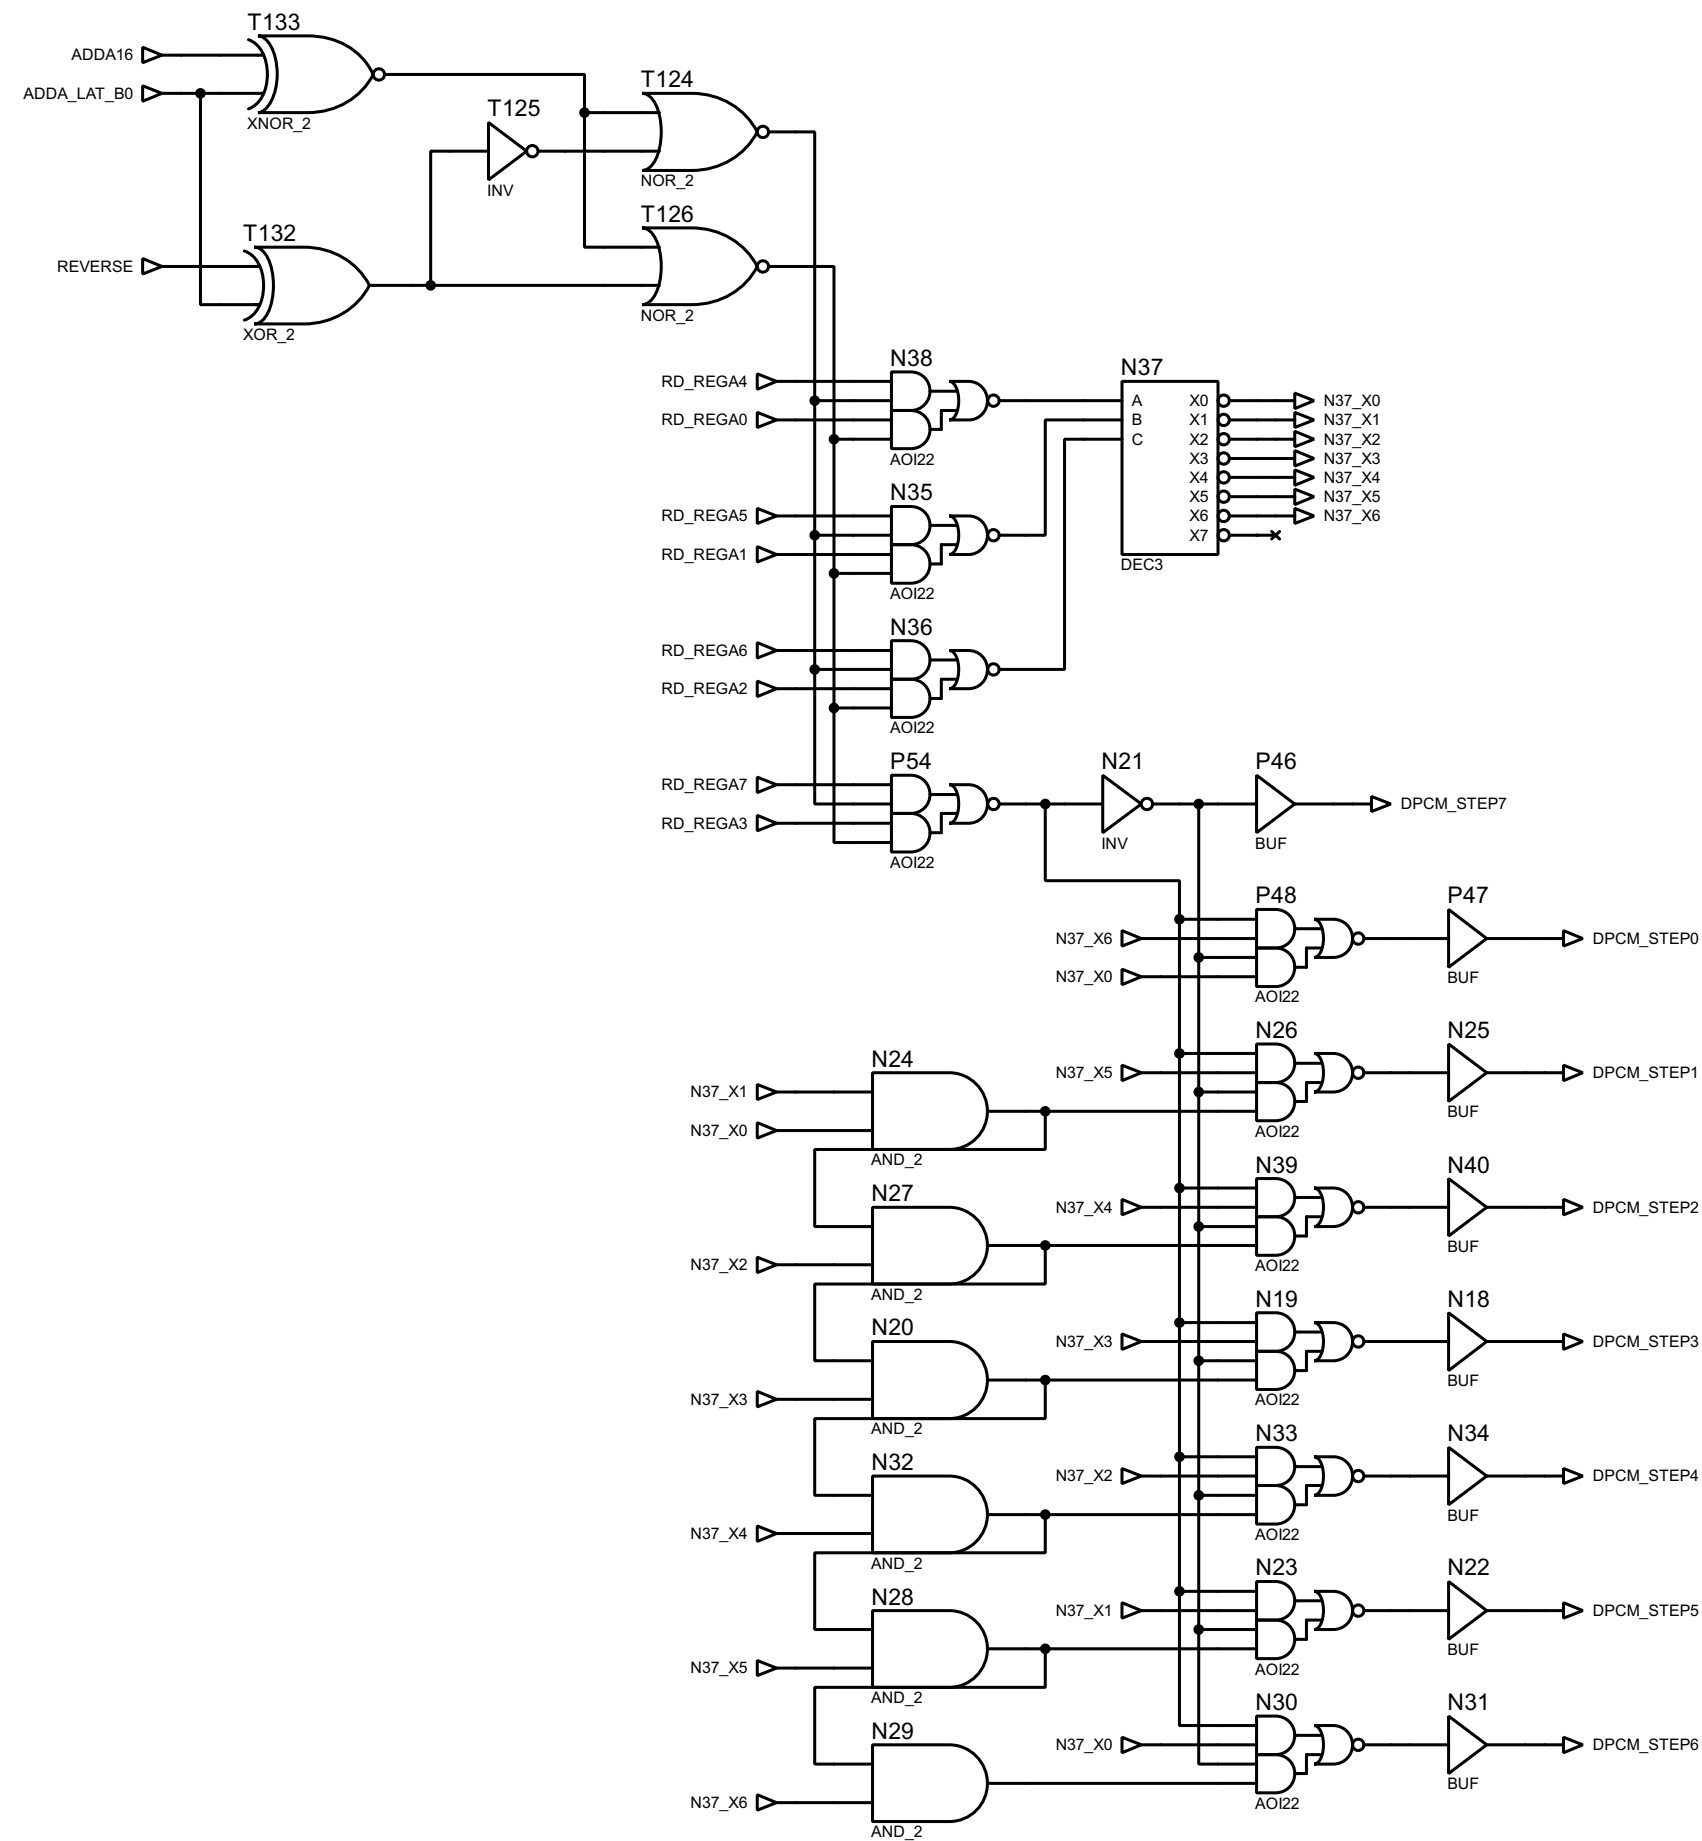 T133
ADDA16
ADDA_LAT_B0
XNOR_2
T124
T125
INV
NOR_2
T126
T132
REVERSE
XOR_2
NOR_2
N38
RD_REGA4
RD_REGA0
AOI22
N37
A X0 N37_X0
B X1 N37_X1
C X2 N37_X2
X3 N37_X3
X4 N37_X4
X5 N37_X5
X6 N37_X6
X7
DEC3
N35
RD_REGA5
RD_REGA1
AOI22
N36
RD_REGA6
RD_REGA2
AOI22
P54
RD_REGA7
RD_REGA3
AOI22
N21
INV
P46
BUF
DPCM_STEP7
P48
N37_X6
N37_X0
AOI22
P47
BUF
DPCM_STEP0
N24
N37_X1
N37_X0
AND_2
N26
N37_X5
AOI22
N25
BUF
DPCM_STEP1
N27
N37_X2
AND_2
N39
N37_X4
AOI22
N40
BUF
DPCM_STEP2
N20
N37_X3
AND_2
N19
N37_X3
AOI22
N18
BUF
DPCM_STEP3
N32
N37_X4
AND_2
N33
N37_X2
AOI22
N34
BUF
DPCM_STEP4
N28
N37_X5
AND_2
N23
N37_X1
AOI22
N22
BUF
DPCM_STEP5
N29
N37_X6
AND_2
N30
N37_X0
AOI22
N31
BUF
DPCM_STEP6